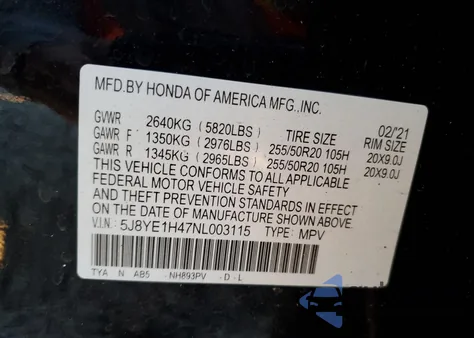 MFD.BY HONDA OF AMERICA MFG.,INC.
02/'21
GVWR 2640KG (5820LBS) TIRE SIZE RIM SIZE
GAWR F 1350KG (2976LBS) 255/50R20 105H 20X9.0J
GAWR R 1345KG (2965LBS) 255/50R20 105H 20X9.0J
THIS VEHICLE CONFORMS TO ALL APPLICABLE
FEDERAL MOTOR VEHICLE SAFETY
AND THEFT PREVENTION STANDARDS IN EFFECT
ON THE DATE OF MANUFACTURE SHOWN ABOVE.
V.I.N.: 5J8YE1H47NL003115 TYPE: MPV
TYA N AB5 NH893PV - D - L